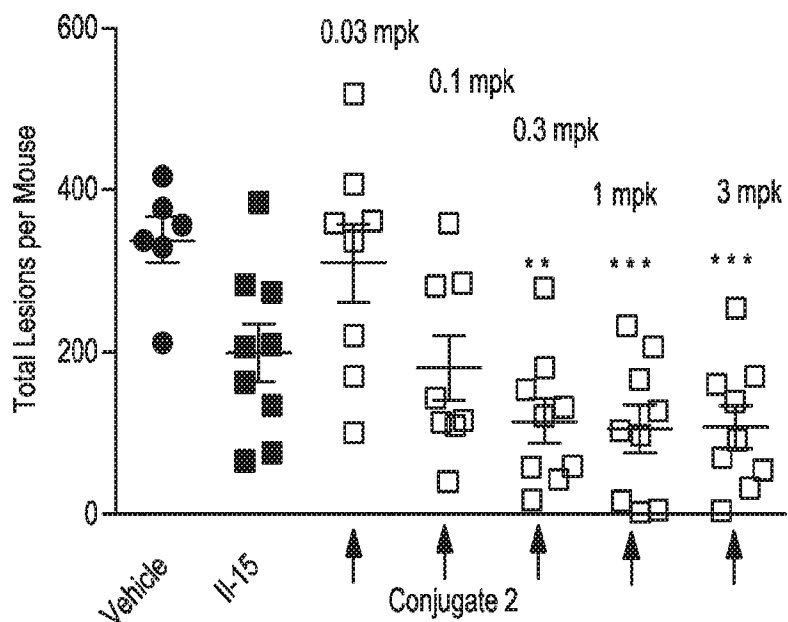 600
0.03 mpk
0.1 mpk
0.3 mpk
400
1 mpk
3 mpk
Total Lesions per Mouse
**
***
***
200
0
Vehicle
Il-15
Conjugate 2